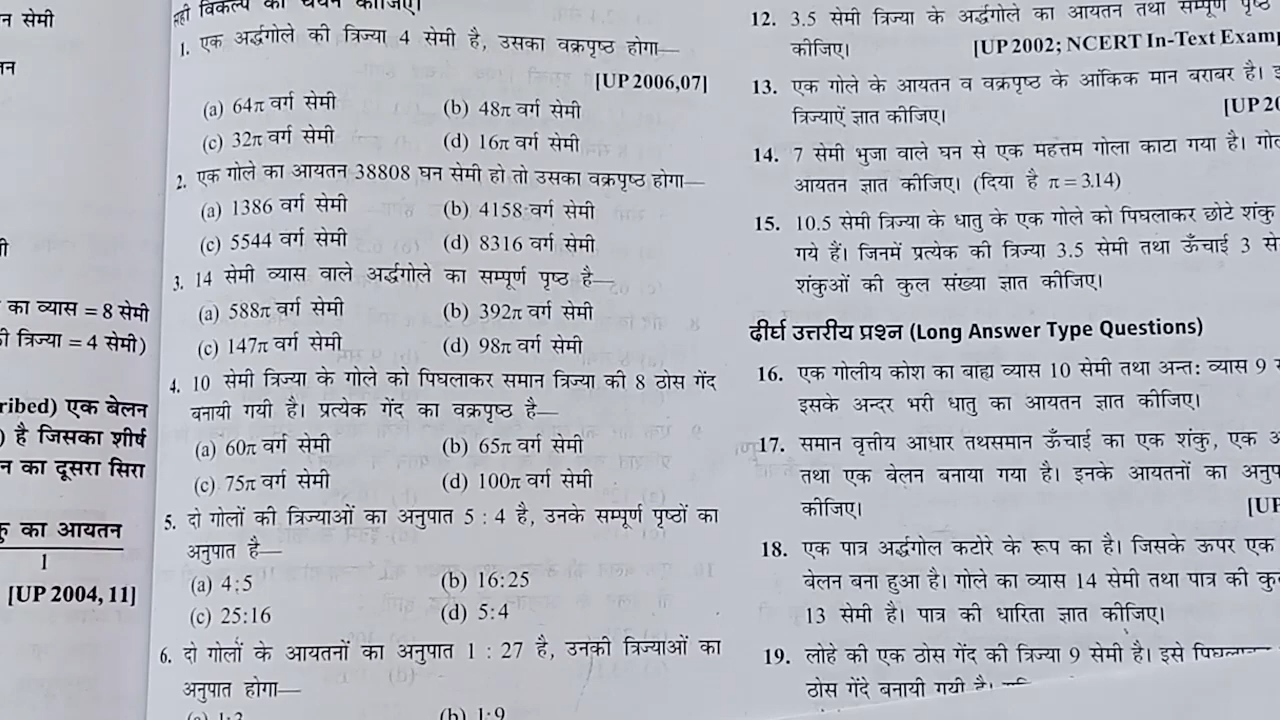 न सेमी
का व्यास = 8 सेमी
त्रिज्या = 4 सेमी)
ribed) एक बेलन
) है जिसका शीर्ष
न का दूसरा सिरा
का आयतन
1
[UP 2004, 11]
1. एक अर्द्धगोले की त्रिज्या 4 सेमी है, उसका वक्रपृष्ठ होगा—
[UP 2006,07]
(a) 64π वर्ग सेमी (b) 48π वर्ग सेमी
(c) 32π वर्ग सेमी (d) 16π वर्ग सेमी
2. एक गोले का आयतन 38808 घन सेमी हो तो उसका वक्रपृष्ठ होगा—
(a) 1386 वर्ग सेमी (b) 4158 वर्ग सेमी
(c) 5544 वर्ग सेमी (d) 8316 वर्ग सेमी
3. 14 सेमी व्यास वाले अर्द्धगोले का सम्पूर्ण पृष्ठ है—
(a) 588π वर्ग सेमी (b) 392π वर्ग सेमी
(c) 147π वर्ग सेमी (d) 98π वर्ग सेमी
4. 10 सेमी त्रिज्या के गोले को पिघलाकर समान त्रिज्या की 8 ठोस गेंद
बनायी गयी है। प्रत्येक गेंद का वक्रपृष्ठ है—
(a) 60π वर्ग सेमी (b) 65π वर्ग सेमी
(c) 75π वर्ग सेमी (d) 100π वर्ग सेमी
5. दो गोलों की त्रिज्याओं का अनुपात 5 : 4 है, उनके सम्पूर्ण पृष्ठों का
अनुपात है—
(a) 4:5 (b) 16:25
(c) 25:16 (d) 5:4
6. दो गोलों के आयतनों का अनुपात 1 : 27 है, उनकी त्रिज्याओं का
अनुपात होगा—
(b) 1:9
12. 3.5 सेमी त्रिज्या के अर्द्धगोले का आयतन तथा सम्पूर्ण पृष्ठ
कीजिए। [UP 2002; NCERT In-Text Examp
13. एक गोले के आयतन व वक्रपृष्ठ के आंकिक मान बराबर है।
त्रिज्याएँ ज्ञात कीजिए। [UP 20
14. 7 सेमी भुजा वाले घन से एक महत्तम गोला काटा गया है।
आयतन ज्ञात कीजिए। (दिया है π = 3.14)
15. 10.5 सेमी त्रिज्या के धातु के एक गोले को पिघलाकर छोटे शंकु
गये हैं। जिनमें प्रत्येक की त्रिज्या 3.5 सेमी तथा ऊँचाई 3 से
शंकुओं की कुल संख्या ज्ञात कीजिए।
दीर्घ उत्तरीय प्रश्न (Long Answer Type Questions)
16. एक गोलीय कोश का बाह्य व्यास 10 सेमी तथा अन्त: व्यास 9
इसके अन्दर भरी धातु का आयतन ज्ञात कीजिए।
17. समान वृत्तीय आधार तथसमान ऊँचाई का एक शंकु, एक
तथा एक बेलन बनाया गया है। इनके आयतनों का अनुप
कीजिए। [UP
18. एक पात्र अर्द्धगोल कटोरे के रूप का है। जिसके ऊपर एक
बेलन बना हुआ है। गोले का व्यास 14 सेमी तथा पात्र की कु
13 सेमी है। पात्र की धारिता ज्ञात कीजिए।
19. लोहे की एक ठोस गेंद की त्रिज्या 9 सेमी है। इसे
ठोस गेंदे बनायी गयी है।